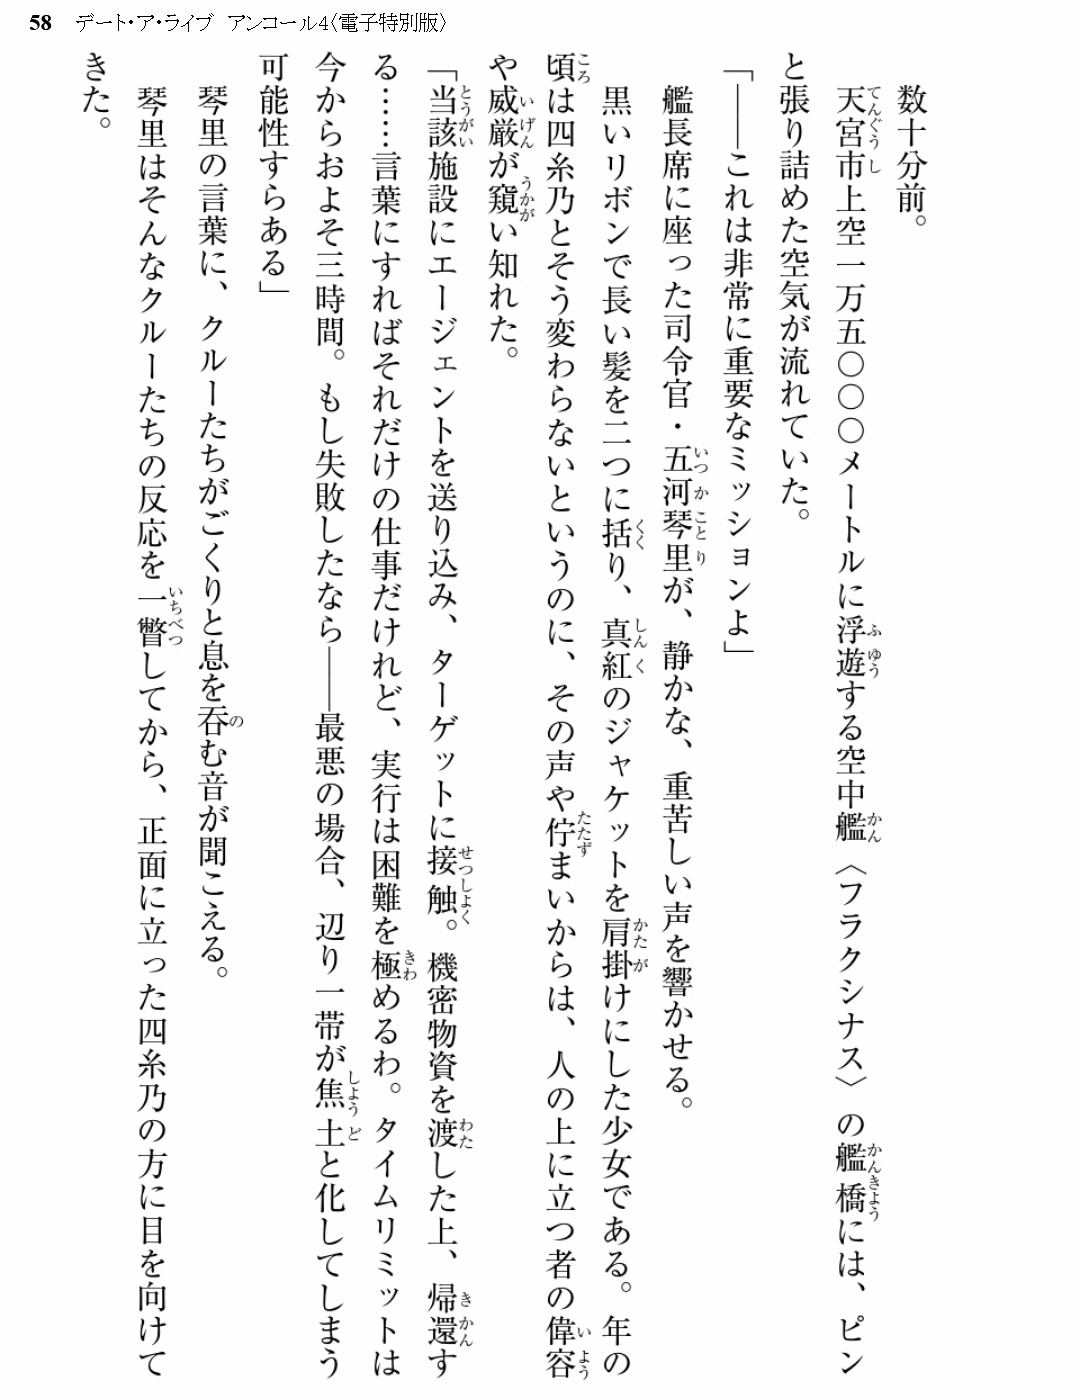 58 デート・ア・ライブ アンコール4〈電子特別版〉
数十分前。
天宮市上空一万五〇〇〇メートルに浮遊する空中艦〈フラクシナス〉の艦橋には、ピン
と張り詰めた空気が流れていた。
「――これは非常に重要なミッションよ」
艦長席に座った司令官・五河琴里が、静かな、重苦しい声を響かせる。
黒いリボンで長い髪を二つに括り、真紅のジャケットを肩掛けにした少女である。年の
頃は四糸乃とそう変わらないというのに、その声や佇まいからは、人の上に立つ者の偉容
や威厳が窺い知れた。
「当該施設にエージェントを送り込み、ターゲットに接触。機密物資を渡した上、帰還す
る……言葉にすればそれだけの仕事だけれど、実行は困難を極めるわ。タイムリミットは
今からおよそ三時間。もし失敗したなら――最悪の場合、辺り一帯が焦土と化してしまう
可能性すらある」
琴里の言葉に、クルーたちがごくりと息を呑む音が聞こえる。
琴里はそんなクルーたちの反応を一瞥してから、正面に立った四糸乃の方に目を向けて
きた。